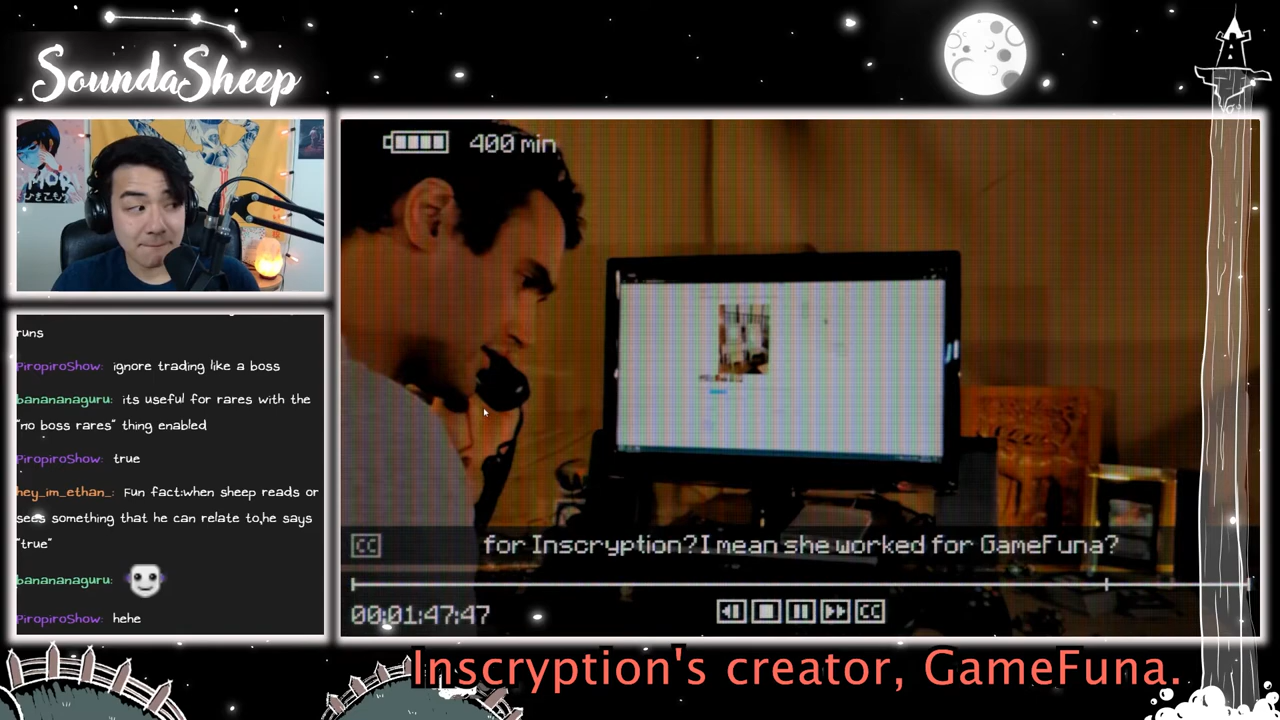 SoundaSheep
400 min
runs
PiropiroShow: ignore trading like a boss
banananaguru: its useful for rares with the
"no boss rares" thing enabled
PiropiroShow: true
hey_im_ethan_: Fun fact:when sheep reads or
sees something that he can relate to,he says
"true"
banananaguru:
PiropiroShow: hehe
CC for Inscryption?I mean she worked for GameFuna?
00:01:47:47
CC
Inscryption's creator, GameFuna.